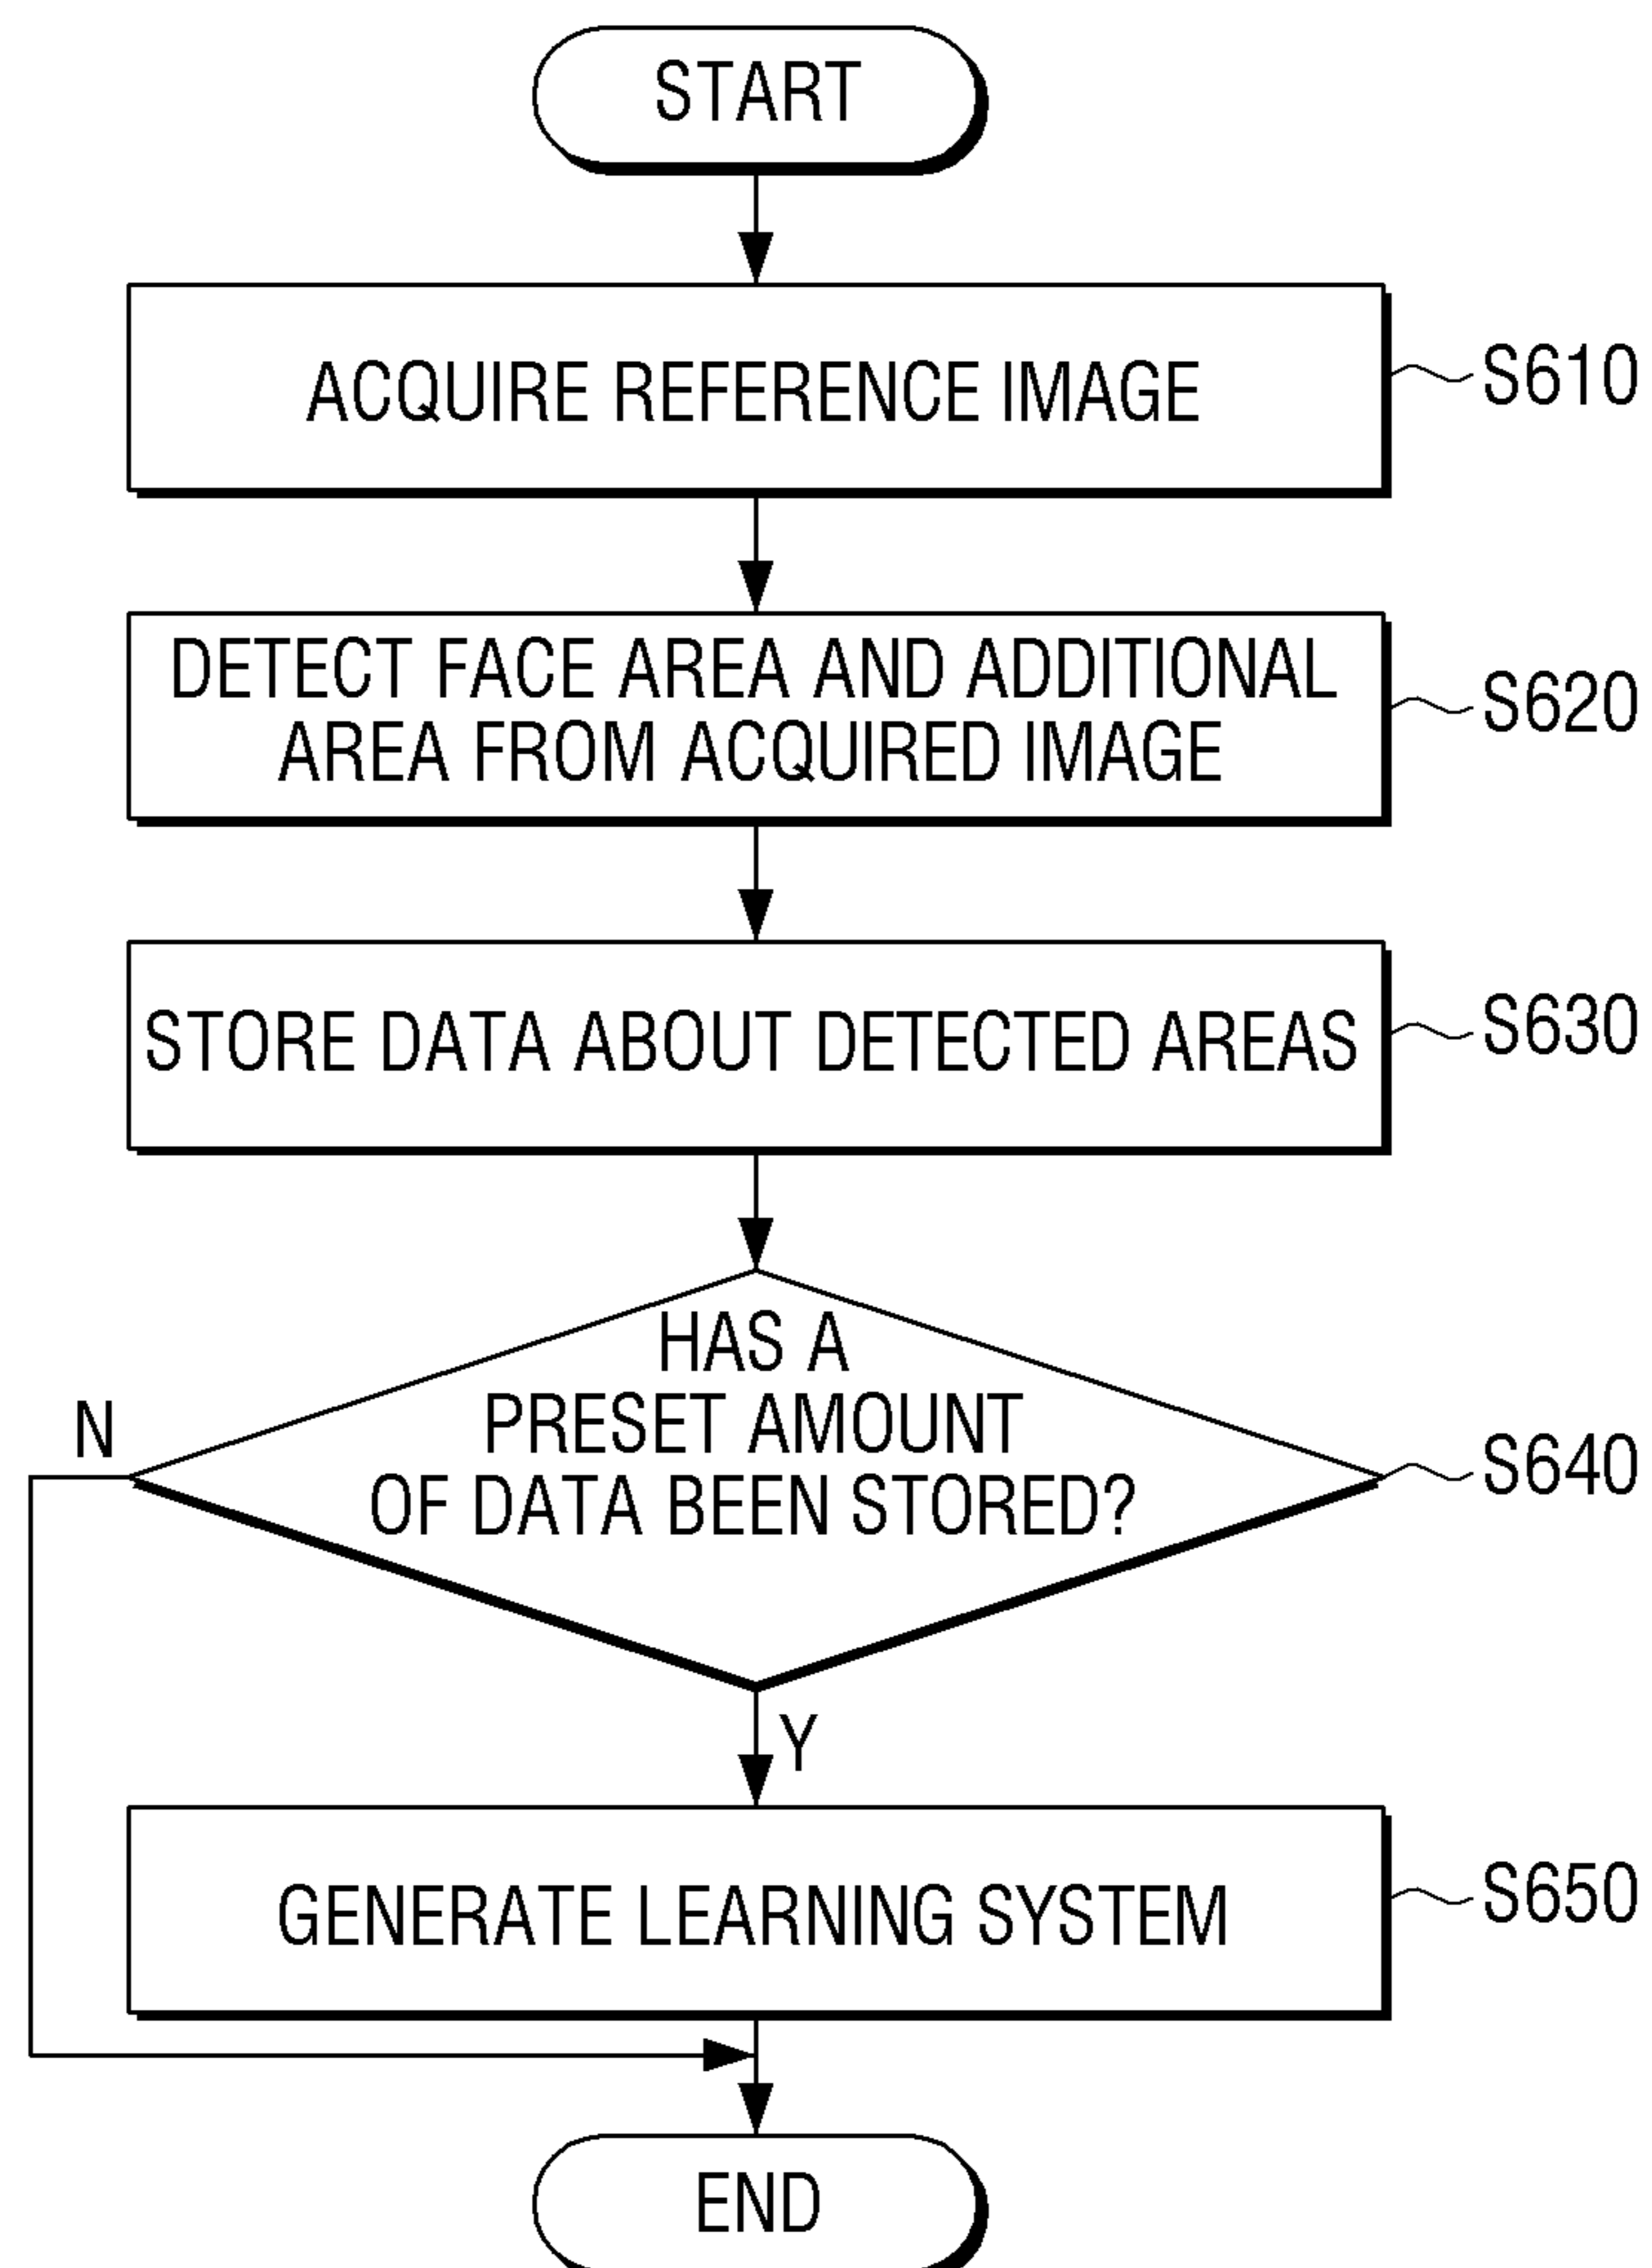 START
ACQUIRE REFERENCE IMAGE
S610
DETECT FACE AREA AND ADDITIONAL
AREA FROM ACQUIRED IMAGE
S620
STORE DATA ABOUT DETECTED AREAS
S630
HAS A
PRESET AMOUNT
OF DATA BEEN STORED?
N
S640
Y
GENERATE LEARNING SYSTEM
S650
END